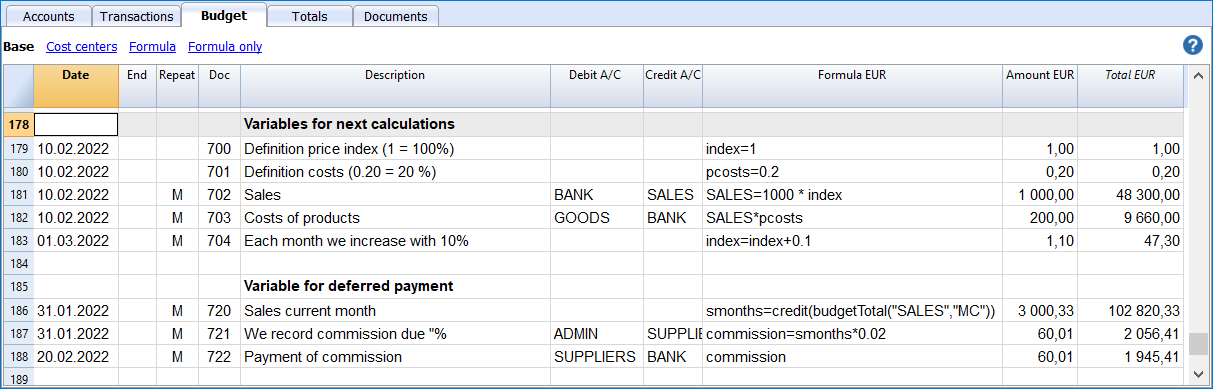 Accounts Transactions Budget Totals Documents
Base Cost centers Formula Formula only ?
Date End Repeat Doc Description Debit A/C Credit A/C Formula EUR Amount EUR Total EUR
178 Variables for next calculations
179 10.02.2022 700 Definition price index (1 = 100%) index=1 1,00 1,00
180 10.02.2022 701 Definition costs (0.20 = 20 %) pcosts=0.2 0,20 0,20
181 10.02.2022 M 702 Sales BANK SALES SALES=1000 * index 1 000,00 48 300,00
182 10.02.2022 M 703 Costs of products GOODS BANK SALES*pcosts 200,00 9 660,00
183 01.03.2022 M 704 Each month we increase with 10% index=index+0.1 1,10 47,30
184
185 Variable for deferred payment
186 31.01.2022 M 720 Sales current month smonths=credit(budgetTotal("SALES","MC")) 3 000,33 102 820,33
187 31.01.2022 M 721 We record commission due "% ADMIN SUPPLIE commission=smonths*0.02 60,01 2 056,41
188 20.02.2022 M 722 Payment of commission SUPPLIERS BANK commission 60,01 1 945,41
189